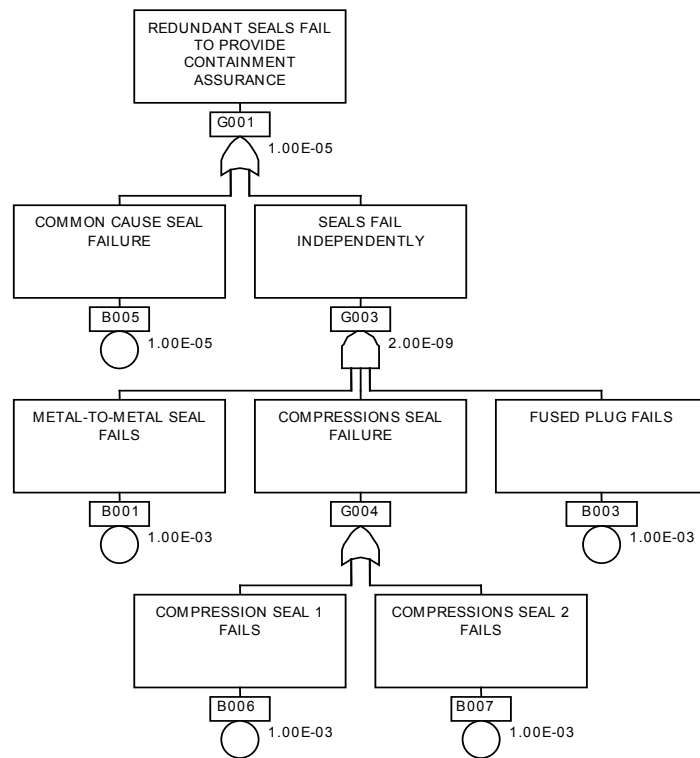 REDUNDANT SEALS FAIL
TO PROVIDE
CONTAINMENT
ASSURANCE
G001
1.00E-05
COMMON CAUSE SEAL
FAILURE
B005
1.00E-05
SEALS FAIL
INDEPENDENTLY
G003
2.00E-09
METAL-TO-METAL SEAL
FAILS
B001
1.00E-03
COMPRESSIONS SEAL
FAILURE
G004
FUSED PLUG FAILS
B003
1.00E-03
COMPRESSION SEAL 1
FAILS
B006
1.00E-03
COMPRESSIONS SEAL 2
FAILS
B007
1.00E-03